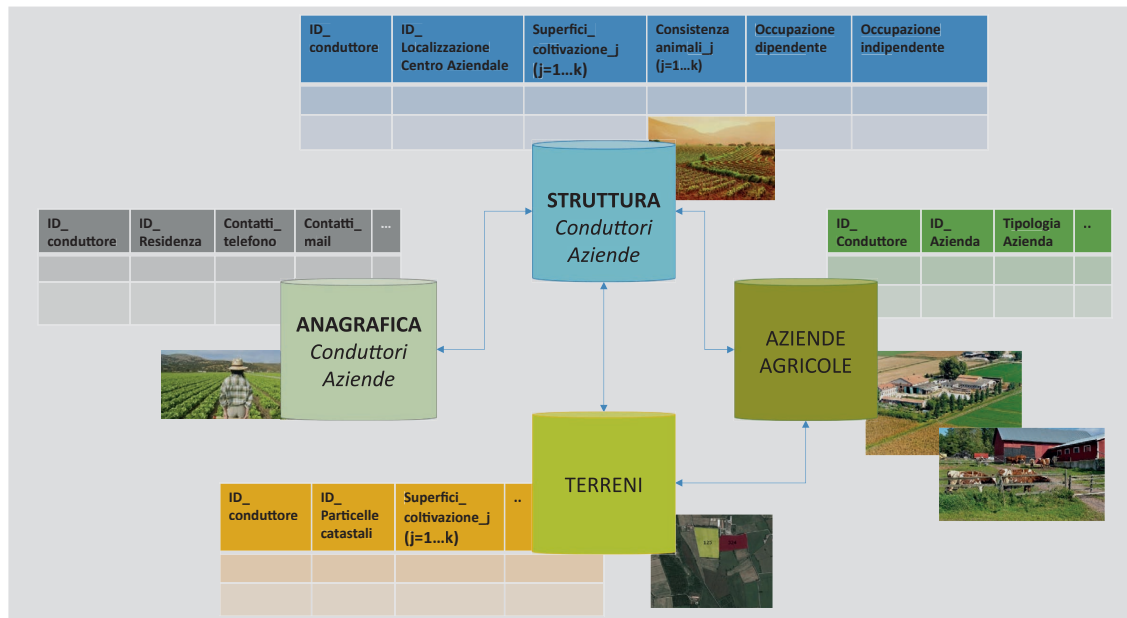 ID_ conduttore
ID_ Localizzazione Centro Aziendale
Superfici_ coltivazione_j (j=1...k)
Consistenza animali_j (j=1...k)
Occupazione dipendente
Occupazione indipendente
STRUTTURA
Conduttori
Aziende
ID_ conduttore
ID_ Residenza
Contatti_ telefono
Contatti_ mail
...
ANAGRAFICA
Conduttori
Aziende
ID_ Conduttore
ID_ Azienda
Tipologia Azienda
..
AZIENDE
AGRICOLE
ID_ conduttore
ID_ Particelle catastali
Superfici_ coltivazione_j (j=1...k)
..
TERRENI